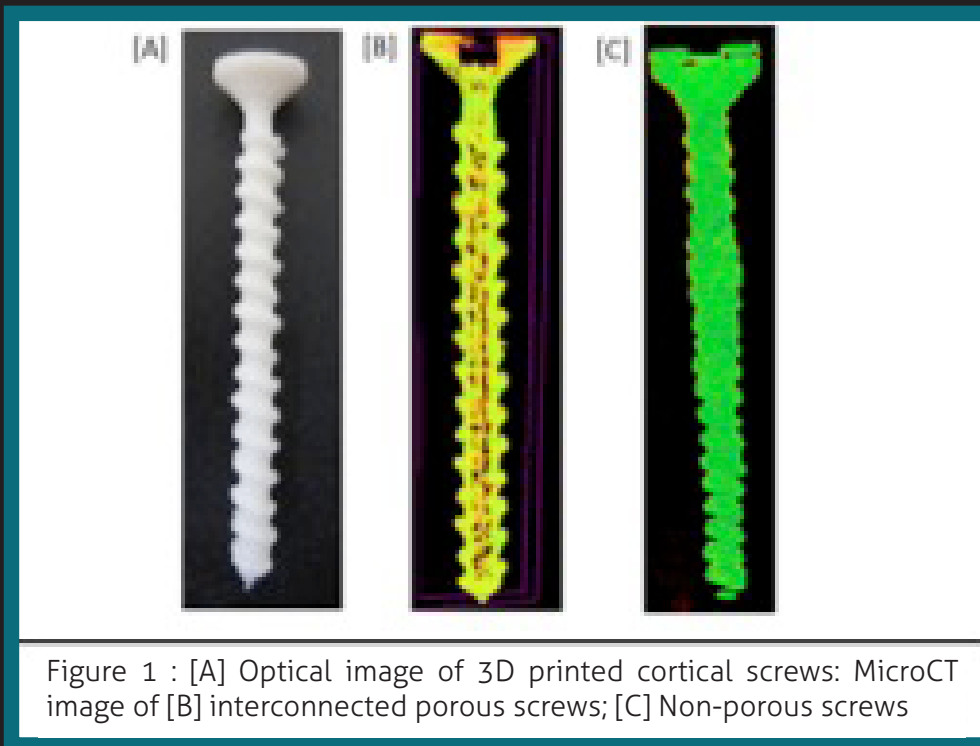 [A] [B] [C]
Figure 1 : [A] Optical image of 3D printed cortical screws: MicroCT
image of [B] interconnected porous screws; [C] Non-porous screws